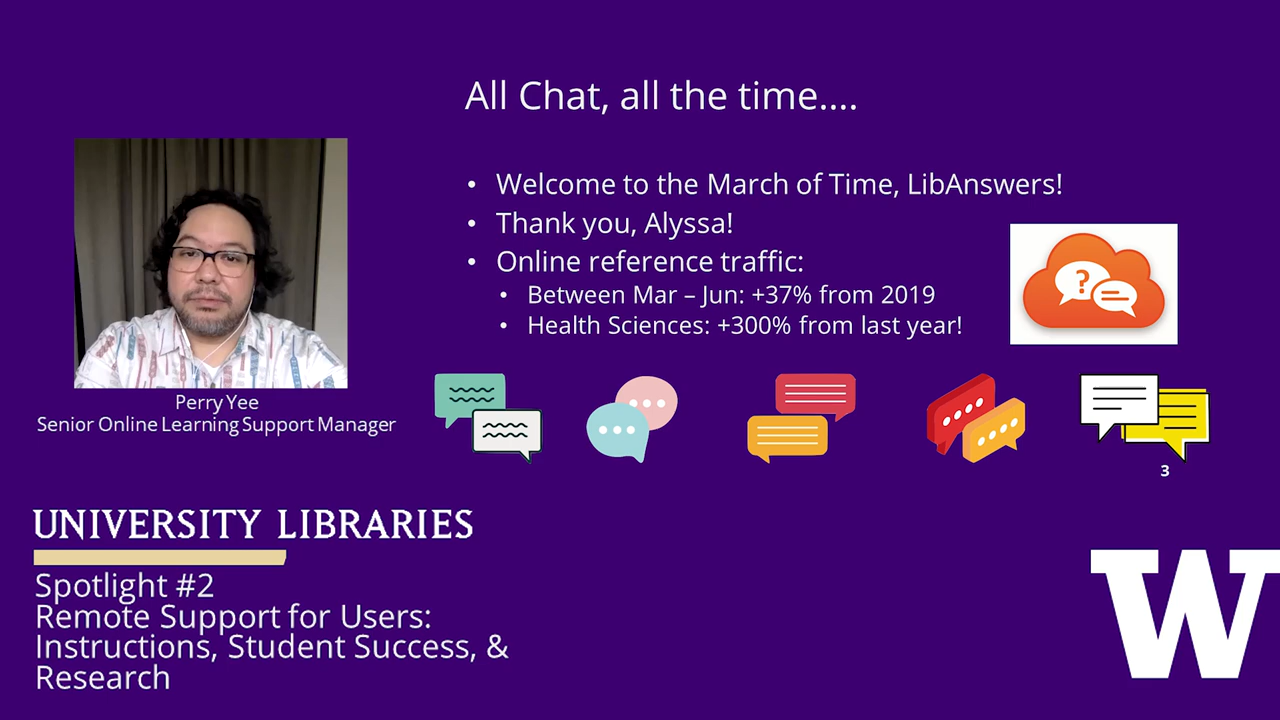 All Chat, all the time....
• Welcome to the March of Time, LibAnswers!
• Thank you, Alyssa!
• Online reference traffic:
• Between Mar – Jun: +37% from 2019
• Health Sciences: +300% from last year!
?
Perry Yee
Senior Online Learning Support Manager
3
UNIVERSITY LIBRARIES
Spotlight #2
Remote Support for Users:
Instructions, Student Success, &
Research
W